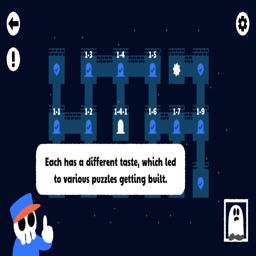 1-3 1-4 1-5
1-1 1-2 1-4-1 1-6 1-7 1-9
Each has a different taste, which led
to various puzzles getting built.